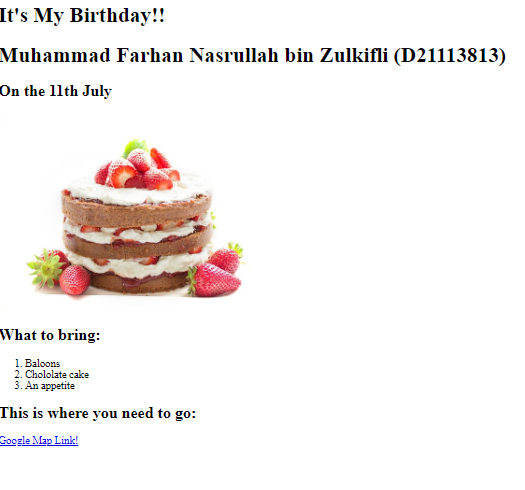 It's My Birthday!!
Muhammad Farhan Nasrullah bin Zulkifli (D21113813)
On the 11th July
What to bring:
1. Baloons
2. Chololate cake
3. An appetite
This is where you need to go:
Google Map Link!